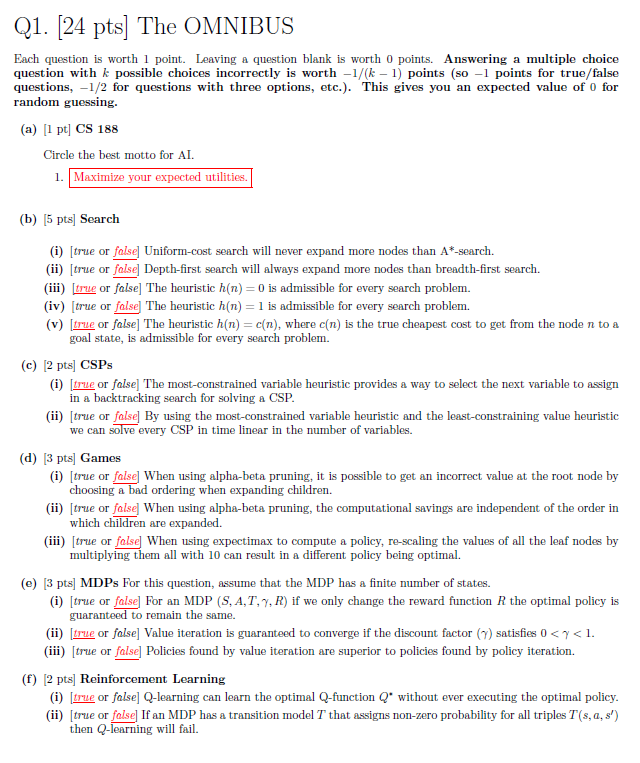 Q1. [24 pts] The OMNIBUS
Each question is worth 1 point. Leaving a question blank is worth 0 points. Answering a multiple choice
question with k possible choices incorrectly is worth −1/(k − 1) points (so −1 points for true/false
questions, −1/2 for questions with three options, etc.). This gives you an expected value of 0 for
random guessing.
(a) [1 pt] CS 188
Circle the best motto for AI.
1. Maximize your expected utilities.
(b) [5 pts] Search
(i) [true or false] Uniform-cost search will never expand more nodes than A*-search.
(ii) [true or false] Depth-first search will always expand more nodes than breadth-first search.
(iii) [true or false] The heuristic h(n) = 0 is admissible for every search problem.
(iv) [true or false] The heuristic h(n) = 1 is admissible for every search problem.
(v) [true or false] The heuristic h(n) = c(n), where c(n) is the true cheapest cost to get from the node n to a
goal state, is admissible for every search problem.
(c) [2 pts] CSPs
(i) [true or false] The most-constrained variable heuristic provides a way to select the next variable to assign
in a backtracking search for solving a CSP.
(ii) [true or false] By using the most-constrained variable heuristic and the least-constraining value heuristic
we can solve every CSP in time linear in the number of variables.
(d) [3 pts] Games
(i) [true or false] When using alpha-beta pruning, it is possible to get an incorrect value at the root node by
choosing a bad ordering when expanding children.
(ii) [true or false] When using alpha-beta pruning, the computational savings are independent of the order in
which children are expanded.
(iii) [true or false] When using expectimax to compute a policy, re-scaling the values of all the leaf nodes by
multiplying them all with 10 can result in a different policy being optimal.
(e) [3 pts] MDPs For this question, assume that the MDP has a finite number of states.
(i) [true or false] For an MDP (S, A, T, γ, R) if we only change the reward function R the optimal policy is
guaranteed to remain the same.
(ii) [true or false] Value iteration is guaranteed to converge if the discount factor (γ) satisfies 0 < γ < 1.
(iii) [true or false] Policies found by value iteration are superior to policies found by policy iteration.
(f) [2 pts] Reinforcement Learning
(i) [true or false] Q-learning can learn the optimal Q-function Q* without ever executing the optimal policy.
(ii) [true or false] If an MDP has a transition model T that assigns non-zero probability for all triples T(s, a, s′)
then Q-learning will fail.